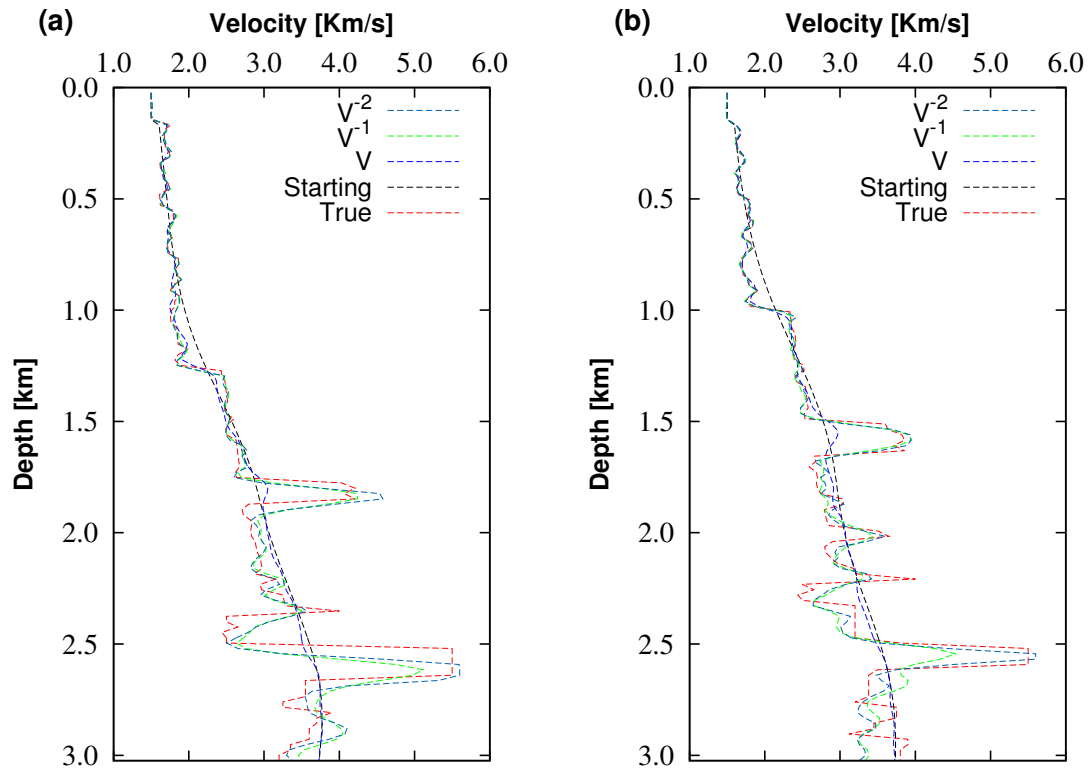 (a)
Velocity [Km/s]
1.0 2.0 3.0 4.0 5.0 6.0
0.0
0.5
1.0
1.5
2.0
2.5
3.0
Depth [km]
V⁻²
V⁻¹
V
Starting
True
(b)
Velocity [Km/s]
1.0 2.0 3.0 4.0 5.0 6.0
0.0
0.5
1.0
1.5
2.0
2.5
3.0
Depth [km]
V⁻²
V⁻¹
V
Starting
True